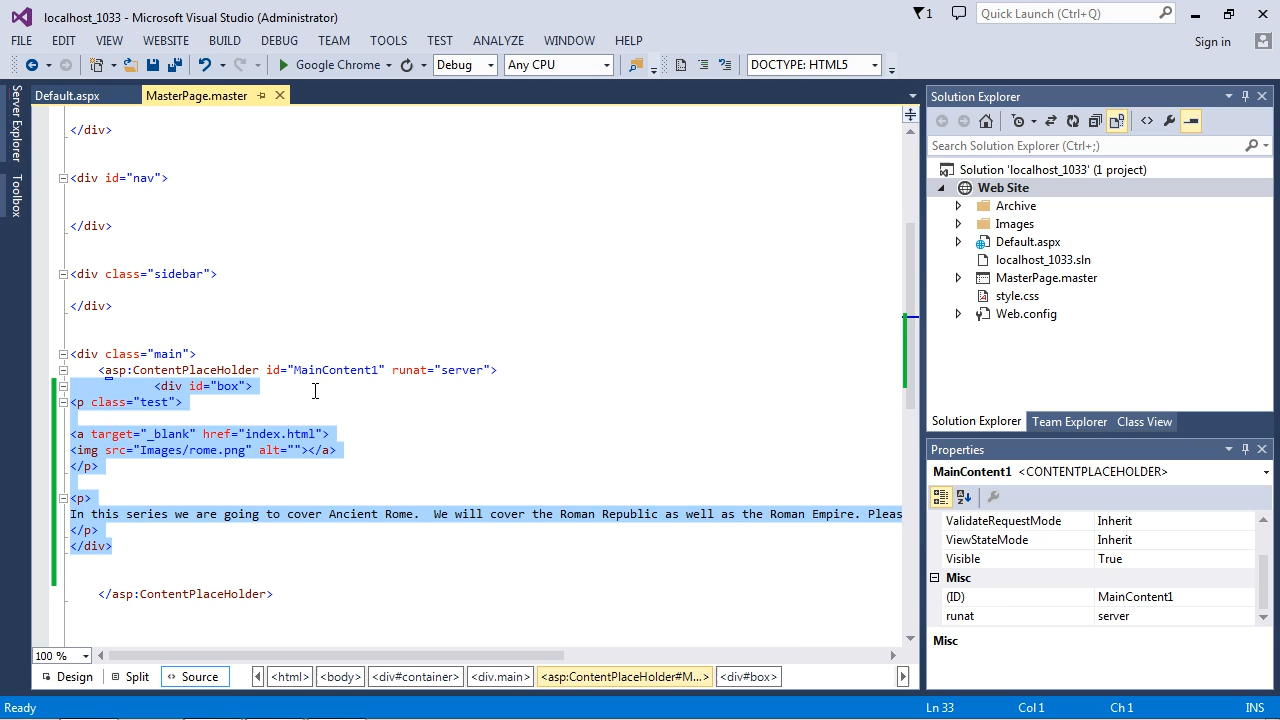 localhost_1033 - Microsoft Visual Studio (Administrator)
1
Quick Launch (Ctrl+Q)
FILE EDIT VIEW WEBSITE BUILD DEBUG TEAM TOOLS TEST ANALYZE WINDOW HELP
Sign in
Google Chrome
Debug
Any CPU
DOCTYPE: HTML5
Server Explorer
Toolbox
Default.aspx
MasterPage.master
</div>
<div id="nav">
</div>
<div class="sidebar">
</div>
<div class="main">
<asp:ContentPlaceHolder id="MainContent1" runat="server">
<div id="box">
<p class="test">
<a target="_blank" href="index.html">
<img src="Images/rome.png" alt=""></a>
</p>
<p>
In this series we are going to cover Ancient Rome.  We will cover the Roman Republic as well as the Roman Empire. Pleas
</p>
</div>
</asp:ContentPlaceHolder>
100 %
Design
Split
Source
<html>
<body>
<div#container>
<div.main>
<asp:ContentPlaceHolder#M...>
<div#box>
Solution Explorer
Search Solution Explorer (Ctrl+;)
Solution 'localhost_1033' (1 project)
Web Site
Archive
Images
Default.aspx
localhost_1033.sln
MasterPage.master
style.css
Web.config
Solution Explorer
Team Explorer
Class View
Properties
MainContent1 <CONTENTPLACEHOLDER>
ValidateRequestMode Inherit
ViewStateMode Inherit
Visible True
Misc
(ID) MainContent1
runat server
Misc
Ready
Ln 33
Col 1
Ch 1
INS